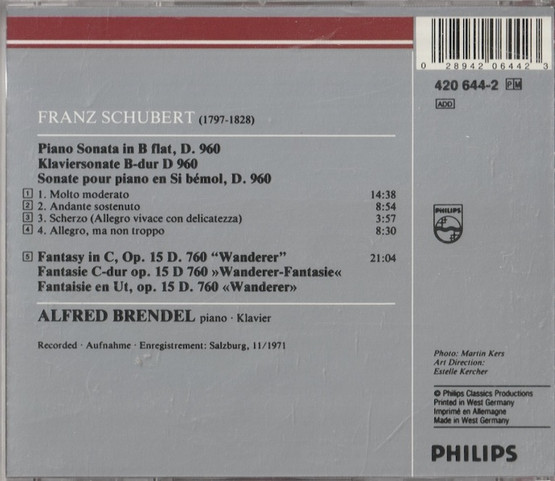 0 28942 06442 3
420 644-2 PM
ADD
FRANZ SCHUBERT (1797-1828)
Piano Sonata in B flat, D. 960
Klaviersonate B-dur D 960
Sonate pour piano en Si bémol, D. 960
1 1. Molto moderato 14:38
2 2. Andante sostenuto 8:54
3 3. Scherzo (Allegro vivace con delicatezza) 3:57
4 4. Allegro, ma non troppo 8:30
5 Fantasy in C, Op. 15 D. 760 “Wanderer” 21:04
Fantasie C-dur op. 15 D 760 »Wanderer-Fantasie«
Fantaisie en Ut, op. 15 D. 760 «Wanderer»
ALFRED BRENDEL piano · Klavier
Recorded · Aufnahme · Enregistrement: Salzburg, 11/1971
PHILIPS
Photo: Martin Kers
Art Direction:
Estelle Kercher
© Philips Classics Productions
Printed in West Germany
Imprimé en Allemagne
Made in West Germany
PHILIPS